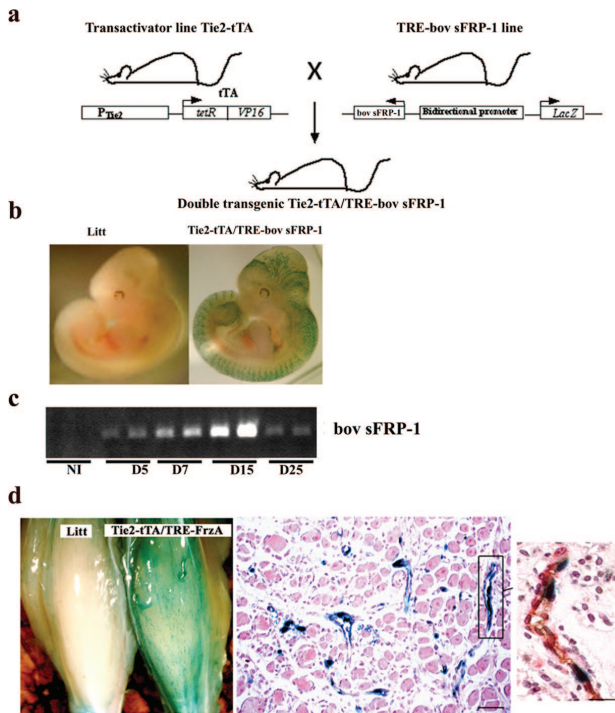 a
Transactivator line Tie2-tTA
TRE-bov sFRP-1 line
X
tTA
PTie2
tetR
VP16
bov sFRP-1
Bidirectional promoter
LacZ
Double transgenic Tie2-tTA/TRE-bov sFRP-1
b
Litt
Tie2-tTA/TRE-bov sFRP-1
c
bov sFRP-1
NI
D5
D7
D15
D25
d
Litt
Tie2-tTA/TRE-FrzA